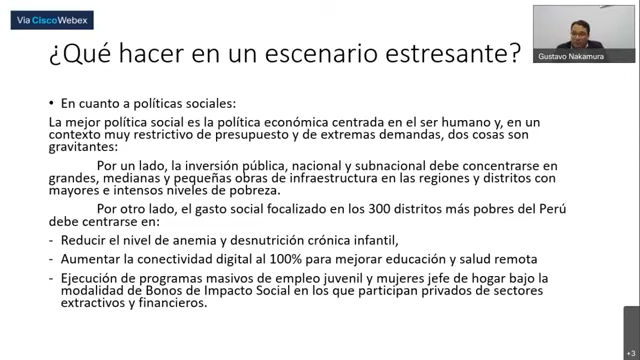 Via CiscoWebex
Gustavo Nakamura
¿Qué hacer en un escenario estresante?
• En cuanto a políticas sociales:
La mejor política social es la política económica centrada en el ser humano y, en un
contexto muy restrictivo de presupuesto y de extremas demandas, dos cosas son
gravitantes:
Por un lado, la inversión pública, nacional y subnacional debe concentrarse en
grandes, medianas y pequeñas obras de infraestructura en las regiones y distritos con
mayores e intensos niveles de pobreza.
Por otro lado, el gasto social focalizado en los 300 distritos más pobres del Perú
debe centrarse en:
- Reducir el nivel de anemia y desnutrición crónica infantil,
- Aumentar la conectividad digital al 100% para mejorar educación y salud remota
- Ejecución de programas masivos de empleo juvenil y mujeres jefe de hogar bajo la
modalidad de Bonos de Impacto Social en los que participan privados de sectores
extractivos y financieros.
+3